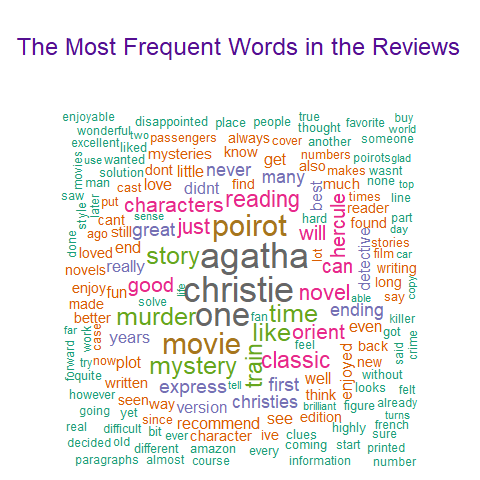 The Most Frequent Words in the Reviews
enjoyable disappointed place people true buy
wonderful two passengers always cover thought favorite world
excellent liked another someone
movies use wanted mysteries know get numbers poirots glad
solution dont little many also makes wasnt
saw man cast love didnt find best much none top
style later put characters reading hard hercule times line
cant sense great just poirot will reader found part
done ago still day
loved end story agatha lot can detective stories
novels really film car
enjoy fun good christie novel writing
made solve life able long say copy
better murder one fan time ending killer
far case years movie like orient even got
forward work try now plot mystery train feel classic back said crime
quite written express tell first well enjoyed new without
however seen way version christies think looks felt
going yet since recommend see brilliant edition figure already turns
real difficult bit ever character ive clues highly french
decided old different amazon every coming start sure printed
paragraphs almost course information number